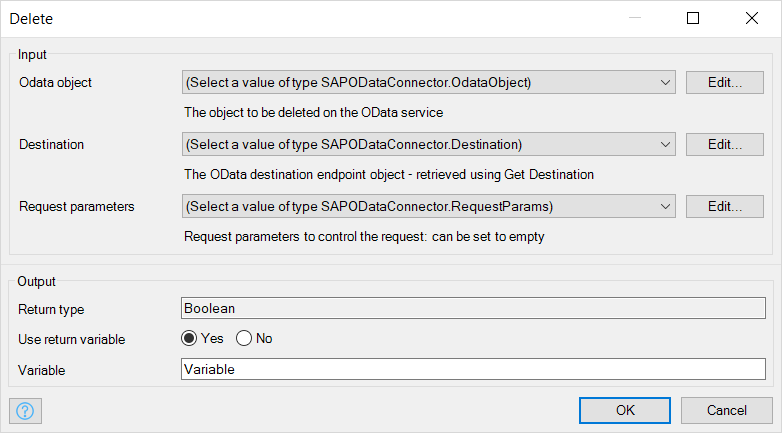 Delete
Input
Odata object (Select a value of type SAPODataConnector.OdataObject) Edit...
The object to be deleted on the OData service
Destination (Select a value of type SAPODataConnector.Destination) Edit...
The OData destination endpoint object - retrieved using Get Destination
Request parameters (Select a value of type SAPODataConnector.RequestParams) Edit...
Request parameters to control the request: can be set to empty
Output
Return type Boolean
Use return variable Yes No
Variable Variable
? OK Cancel